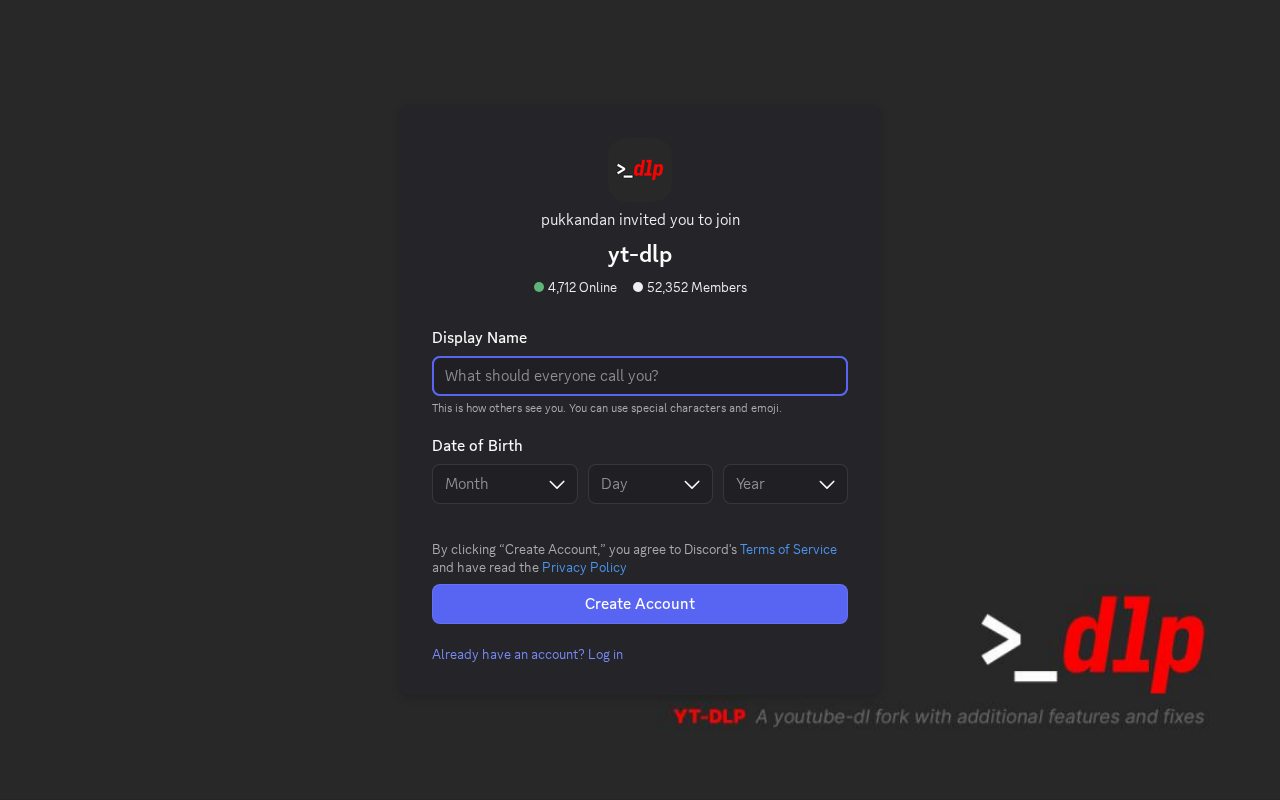 >_dlp
pukkandan invited you to join
yt-dlp
4,712 Online 52,352 Members
Display Name
What should everyone call you?
This is how others see you. You can use special characters and emoji.
Date of Birth
Month Day Year
By clicking “Create Account,” you agree to Discord's Terms of Service
and have read the Privacy Policy
Create Account
Already have an account? Log in
>_dlp
YT-DLP A youtube-dl fork with additional features and fixes